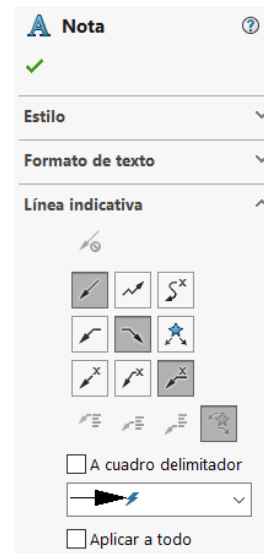 Nota
Estilo
Formato de texto
Línea indicativa
A cuadro delimitador
Aplicar a todo